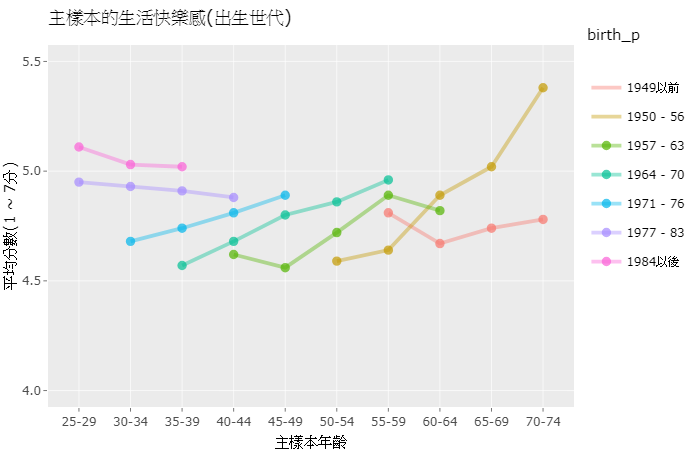 主樣本的生活快樂感(出生世代)
birth_p
1949以前
1950 - 56
1957 - 63
1964 - 70
1971 - 76
1977 - 83
1984以後
平均分數(1 ~ 7分)
5.5
5.0
4.5
4.0
25-29 30-34 35-39 40-44 45-49 50-54 55-59 60-64 65-69 70-74
主樣本年齡